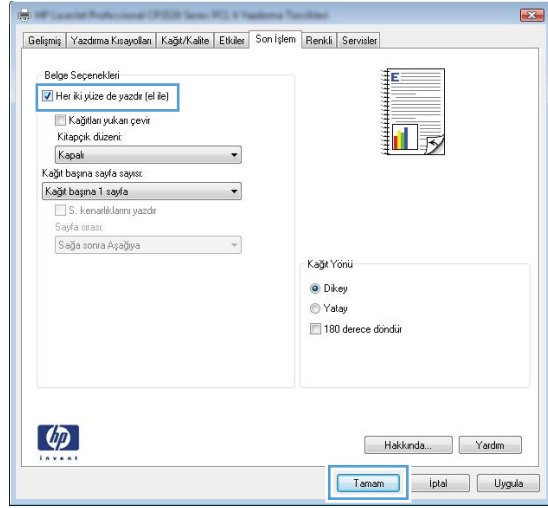 Gelişmiş Yazdırma Kısayolları Kağıt/Kalite Etkiler Son İşlem Renkli Servisler
Belge Seçenekleri
Her iki yüze de yazdır (el ile)
Kağıtları yukarı çevir
Kitapçık düzeni:
Kapalı
Kağıt başına sayfa sayısı:
Kağıt başına 1 sayfa
S. kenarlıklarını yazdır
Sayfa sırası:
Sağa sonra Aşağıya
E
Kağıt Yönü
Dikey
Yatay
180 derece döndür
hp
invent
Hakkında... Yardım
Tamam İptal Uygula